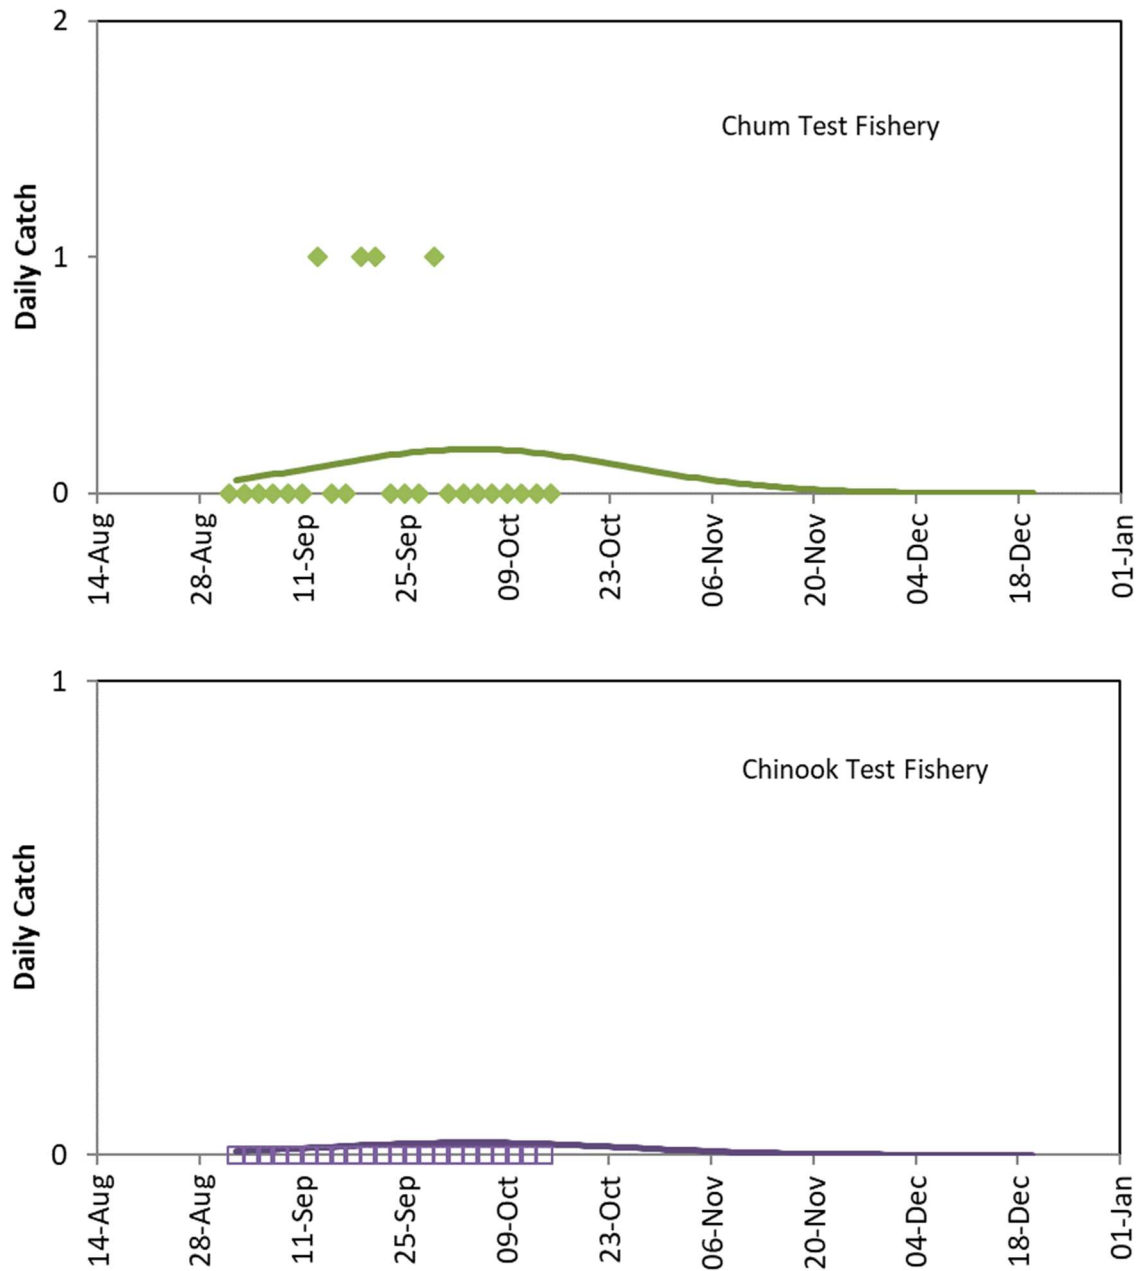 2
Chum Test Fishery
Daily Catch
1
0
14-Aug
28-Aug
11-Sep
25-Sep
09-Oct
23-Oct
06-Nov
20-Nov
04-Dec
18-Dec
01-Jan
1
Chinook Test Fishery
Daily Catch
0
14-Aug
28-Aug
11-Sep
25-Sep
09-Oct
23-Oct
06-Nov
20-Nov
04-Dec
18-Dec
01-Jan